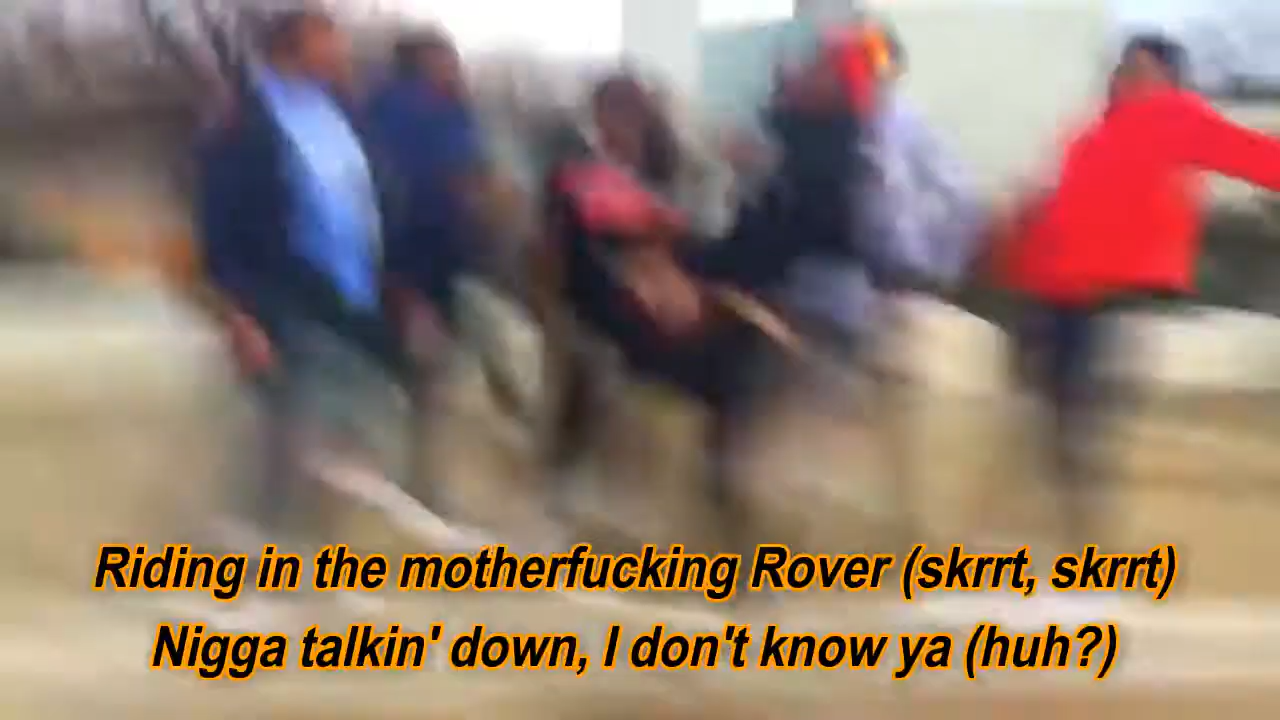 Riding in the motherfucking Rover (skrrt, skrrt)
Nigga talkin' down, I don't know ya (huh?)